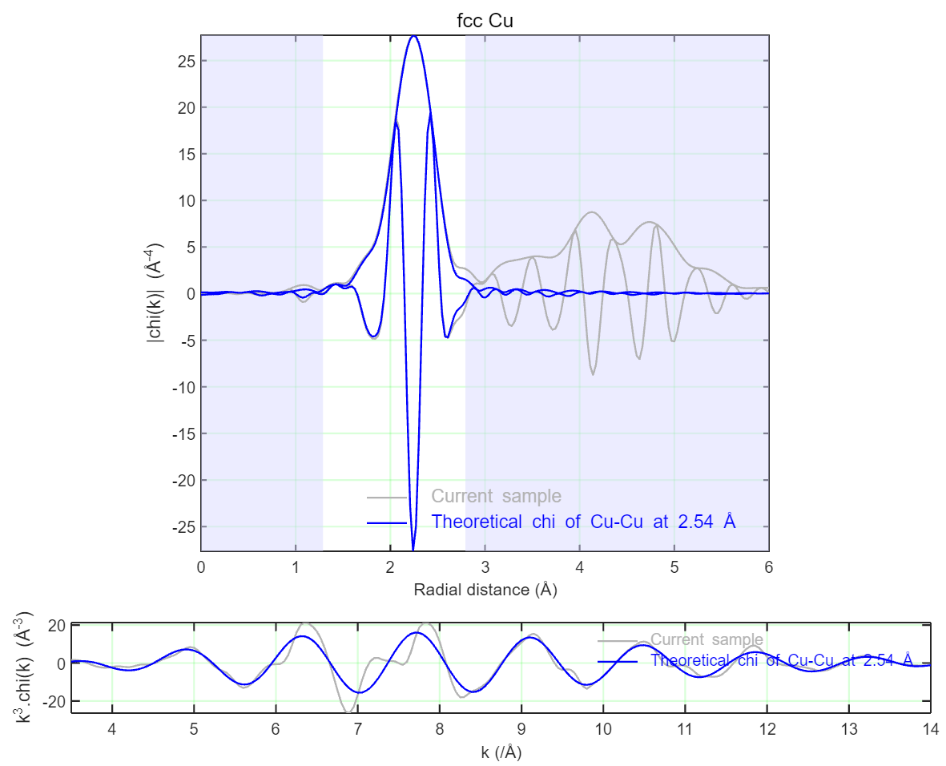 fcc Cu
25
20
15
10
5
0
-5
-10
-15
-20
-25
|chi(k)| (Å⁻⁴)
Current sample
Theoretical chi of Cu-Cu at 2.54 Å
0 1 2 3 4 5 6
Radial distance (Å)
20
0
-20
k³.chi(k) (Å⁻³)
Current sample
Theoretical chi of Cu-Cu at 2.54 Å
4 5 6 7 8 9 10 11 12 13 14
k (/Å)